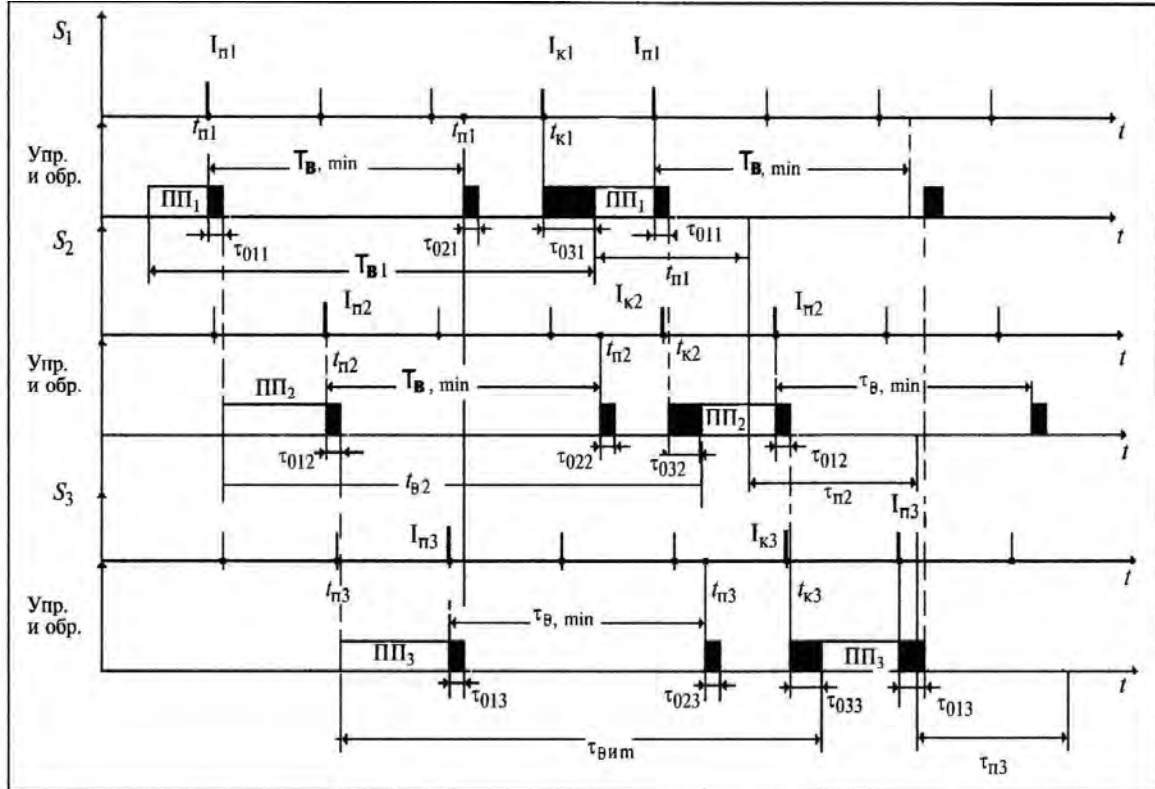 S1
Iп1 Iк1 Iп1
tп1 tп1 tк1 t
Упр.
и обр.
TВ, min TВ, min
ПП1 ПП1
t
S2
τ011 τ021 τ031 τ011
TВ1 tп1
Iп2 Iк2 Iп2
t
Упр.
и обр.
tп2 tп2 tк2
ПП2 TВ, min τВ, min
ПП2
t
τ012 τ022 τ032 τ012
S3
tВ2 τп2
Iп3 Iк3 Iп3
tп3 tп3 tк3 t
Упр.
и обр.
τВ, min
ПП3 ПП3
t
τ013 τ023 τ033 τ013
τВиm τп3